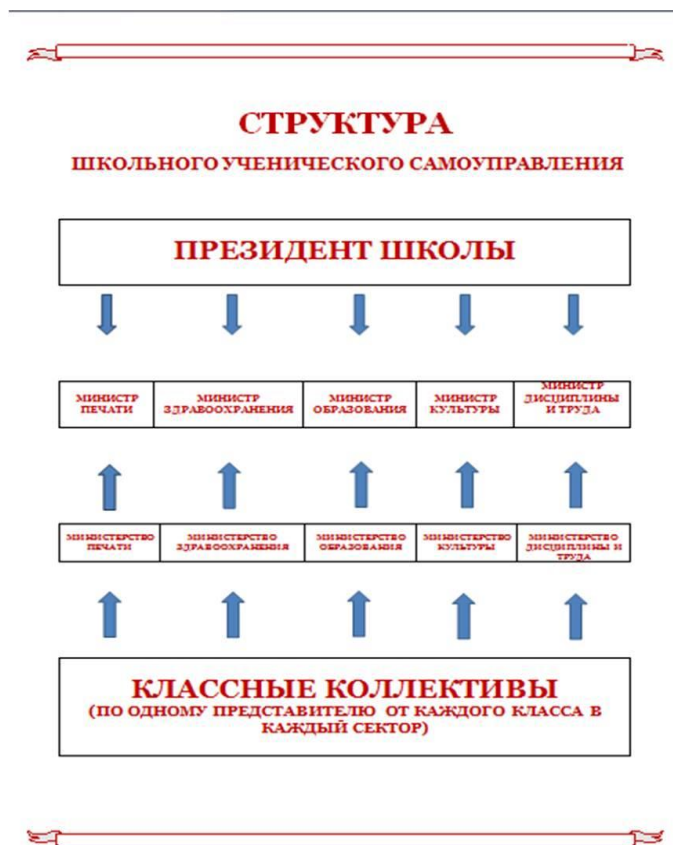 СТРУКТУРА
ШКОЛЬНОГО УЧЕНИЧЕСКОГО САМОУПРАВЛЕНИЯ
ПРЕЗИДЕНТ ШКОЛЫ
МИНИСТР
ПЕЧАТИ
МИНИСТР
ЗДРАВООХРАНЕНИЯ
МИНИСТР
ОБРАЗОВАНИЯ
МИНИСТР
КУЛЬТУРЫ
МИНИСТР
ДИСЦИПЛИНЫ
И ТРУДА
МИНИСТЕРСТВО
ПЕЧАТИ
МИНИСТЕРСТВО
ЗДРАВООХРАНЕНИЯ
МИНИСТЕРСТВО
ОБРАЗОВАНИЯ
МИНИСТЕРСТВО
КУЛЬТУРЫ
МИНИСТЕРСТВО
ДИСЦИПЛИНЫ И
ТРУДА
КЛАССНЫЕ КОЛЛЕКТИВЫ
(ПО ОДНОМУ ПРЕДСТАВИТЕЛЮ ОТ КАЖДОГО КЛАССА В
КАЖДЫЙ СЕКТОР)